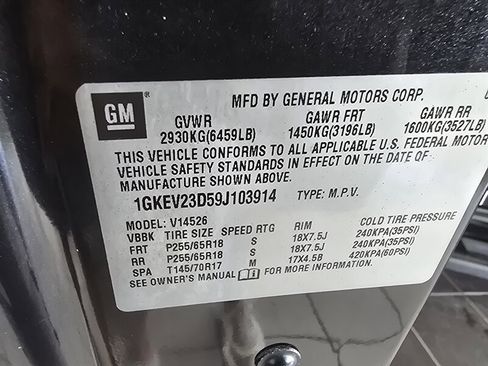 GM ®
MFD BY GENERAL MOTORS CORP.
GVWR GAWR FRT GAWR RR
2930KG(6459LB) 1450KG(3196LB) 1600KG(3527LB)
THIS VEHICLE CONFORMS TO ALL APPLICABLE U.S. FEDERAL MOTOR
VEHICLE SAFETY STANDARDS IN EFFECT ON THE DATE OF
MANUFACTURE SHOWN ABOVE.
1GKEV23D59J103914 TYPE: M.P.V.
MODEL: V14526
VBBK TIRE SIZE SPEED RTG RIM COLD TIRE PRESSURE
FRT P255/65R18 S 18X7.5J 240KPA(35PSI)
RR P255/65R18 S 18X7.5J 240KPA(35PSI)
SPA T145/70R17 M 17X4.5B 420KPA(60PSI)
SEE OWNER'S MANUAL FOR MORE INFORMATION.